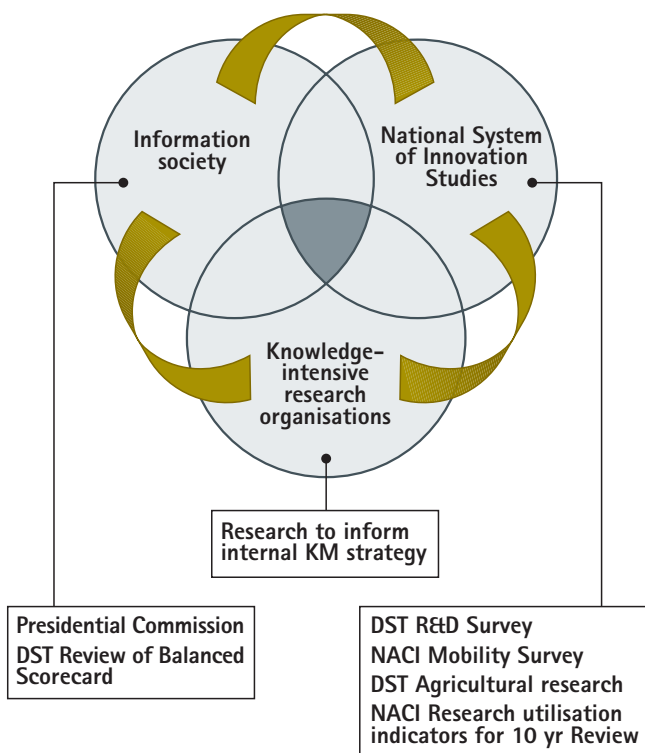 Information
society
National System
of Innovation
Studies
Knowledge-
intensive
research
organisations
Research to inform
internal KM strategy
Presidential Commission
DST Review of Balanced
Scorecard
DST R&D Survey
NACI Mobility Survey
DST Agricultural research
NACI Research utilisation
indicators for 10 yr Review